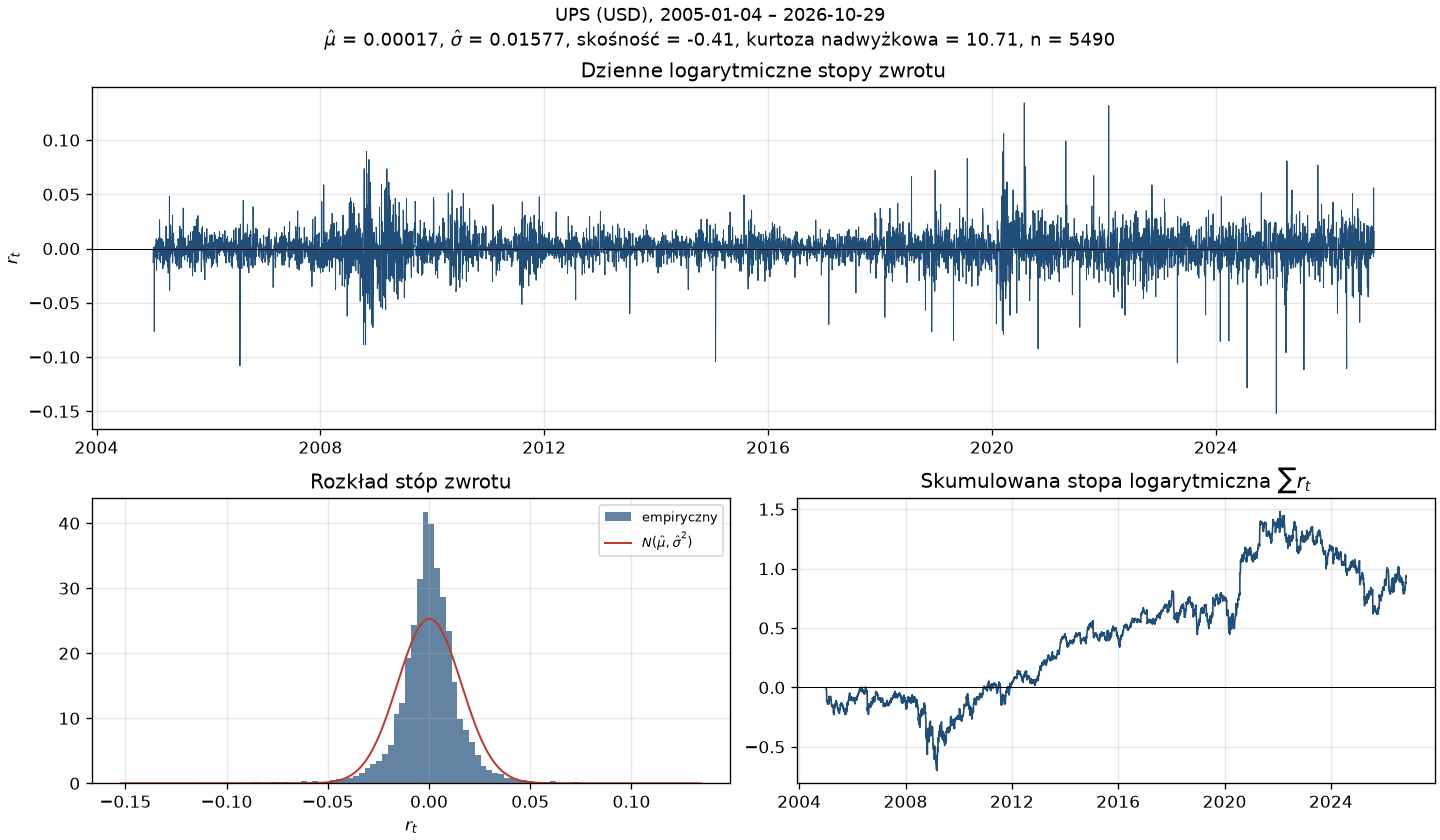 UPS (USD), 2005-01-04 – 2026-10-29
μ̂ = 0.00017, σ̂ = 0.01577, skośność = -0.41, kurtoza nadwyżkowa = 10.71, n = 5490
Dzienne logarytmiczne stopy zwrotu
0.10
0.05
0.00
−0.05
−0.10
−0.15
r_t
2004 2008 2012 2016 2020 2024
Rozkład stóp zwrotu
40
30
20
10
0
empiryczny
N(μ̂, σ̂²)
−0.15 −0.10 −0.05 0.00 0.05 0.10
r_t
Skumulowana stopa logarytmiczna ∑r_t
1.5
1.0
0.5
0.0
−0.5
2004 2008 2012 2016 2020 2024